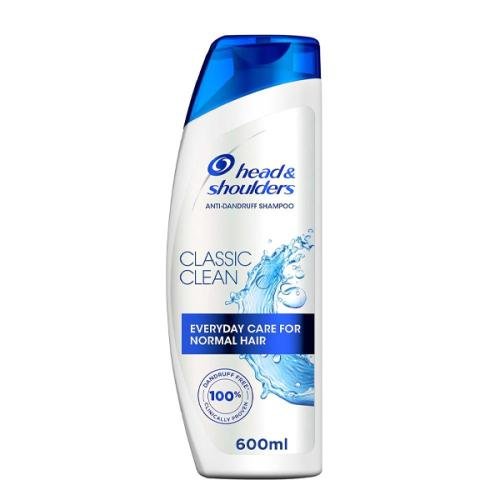 head&
shoulders
ANTI-DANDRUFF SHAMPOO
CLASSIC
CLEAN
EVERYDAY CARE FOR
NORMAL HAIR
DANDRUFF FREE*
100%
CLINICALLY PROVEN
600ml